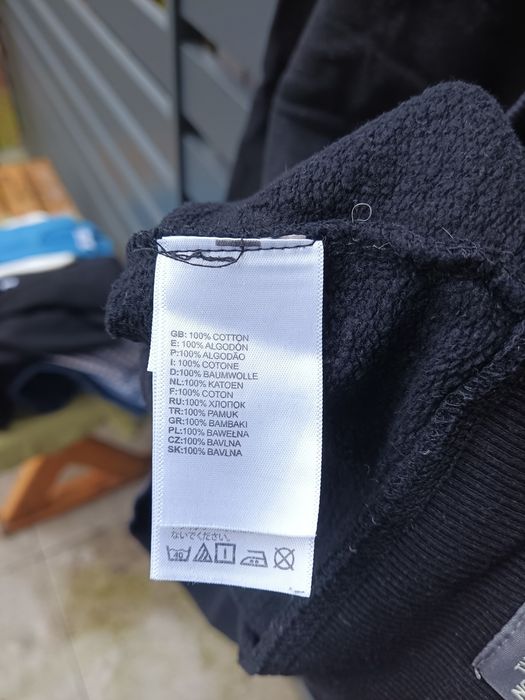 GB: 100% COTTON
E: 100% ALGODÓN
P: 100% ALGODÃO
I: 100% COTONE
D: 100% BAUMWOLLE
NL:100% KATOEN
F: 100% COTON
RU:100% ХЛОПОК
TR:100% PAMUK
GR:100% BAMBAKI
PL:100% BAWEŁNA
CZ:100% BAVLNA
SK:100% BAVLNA
ないでください。
40